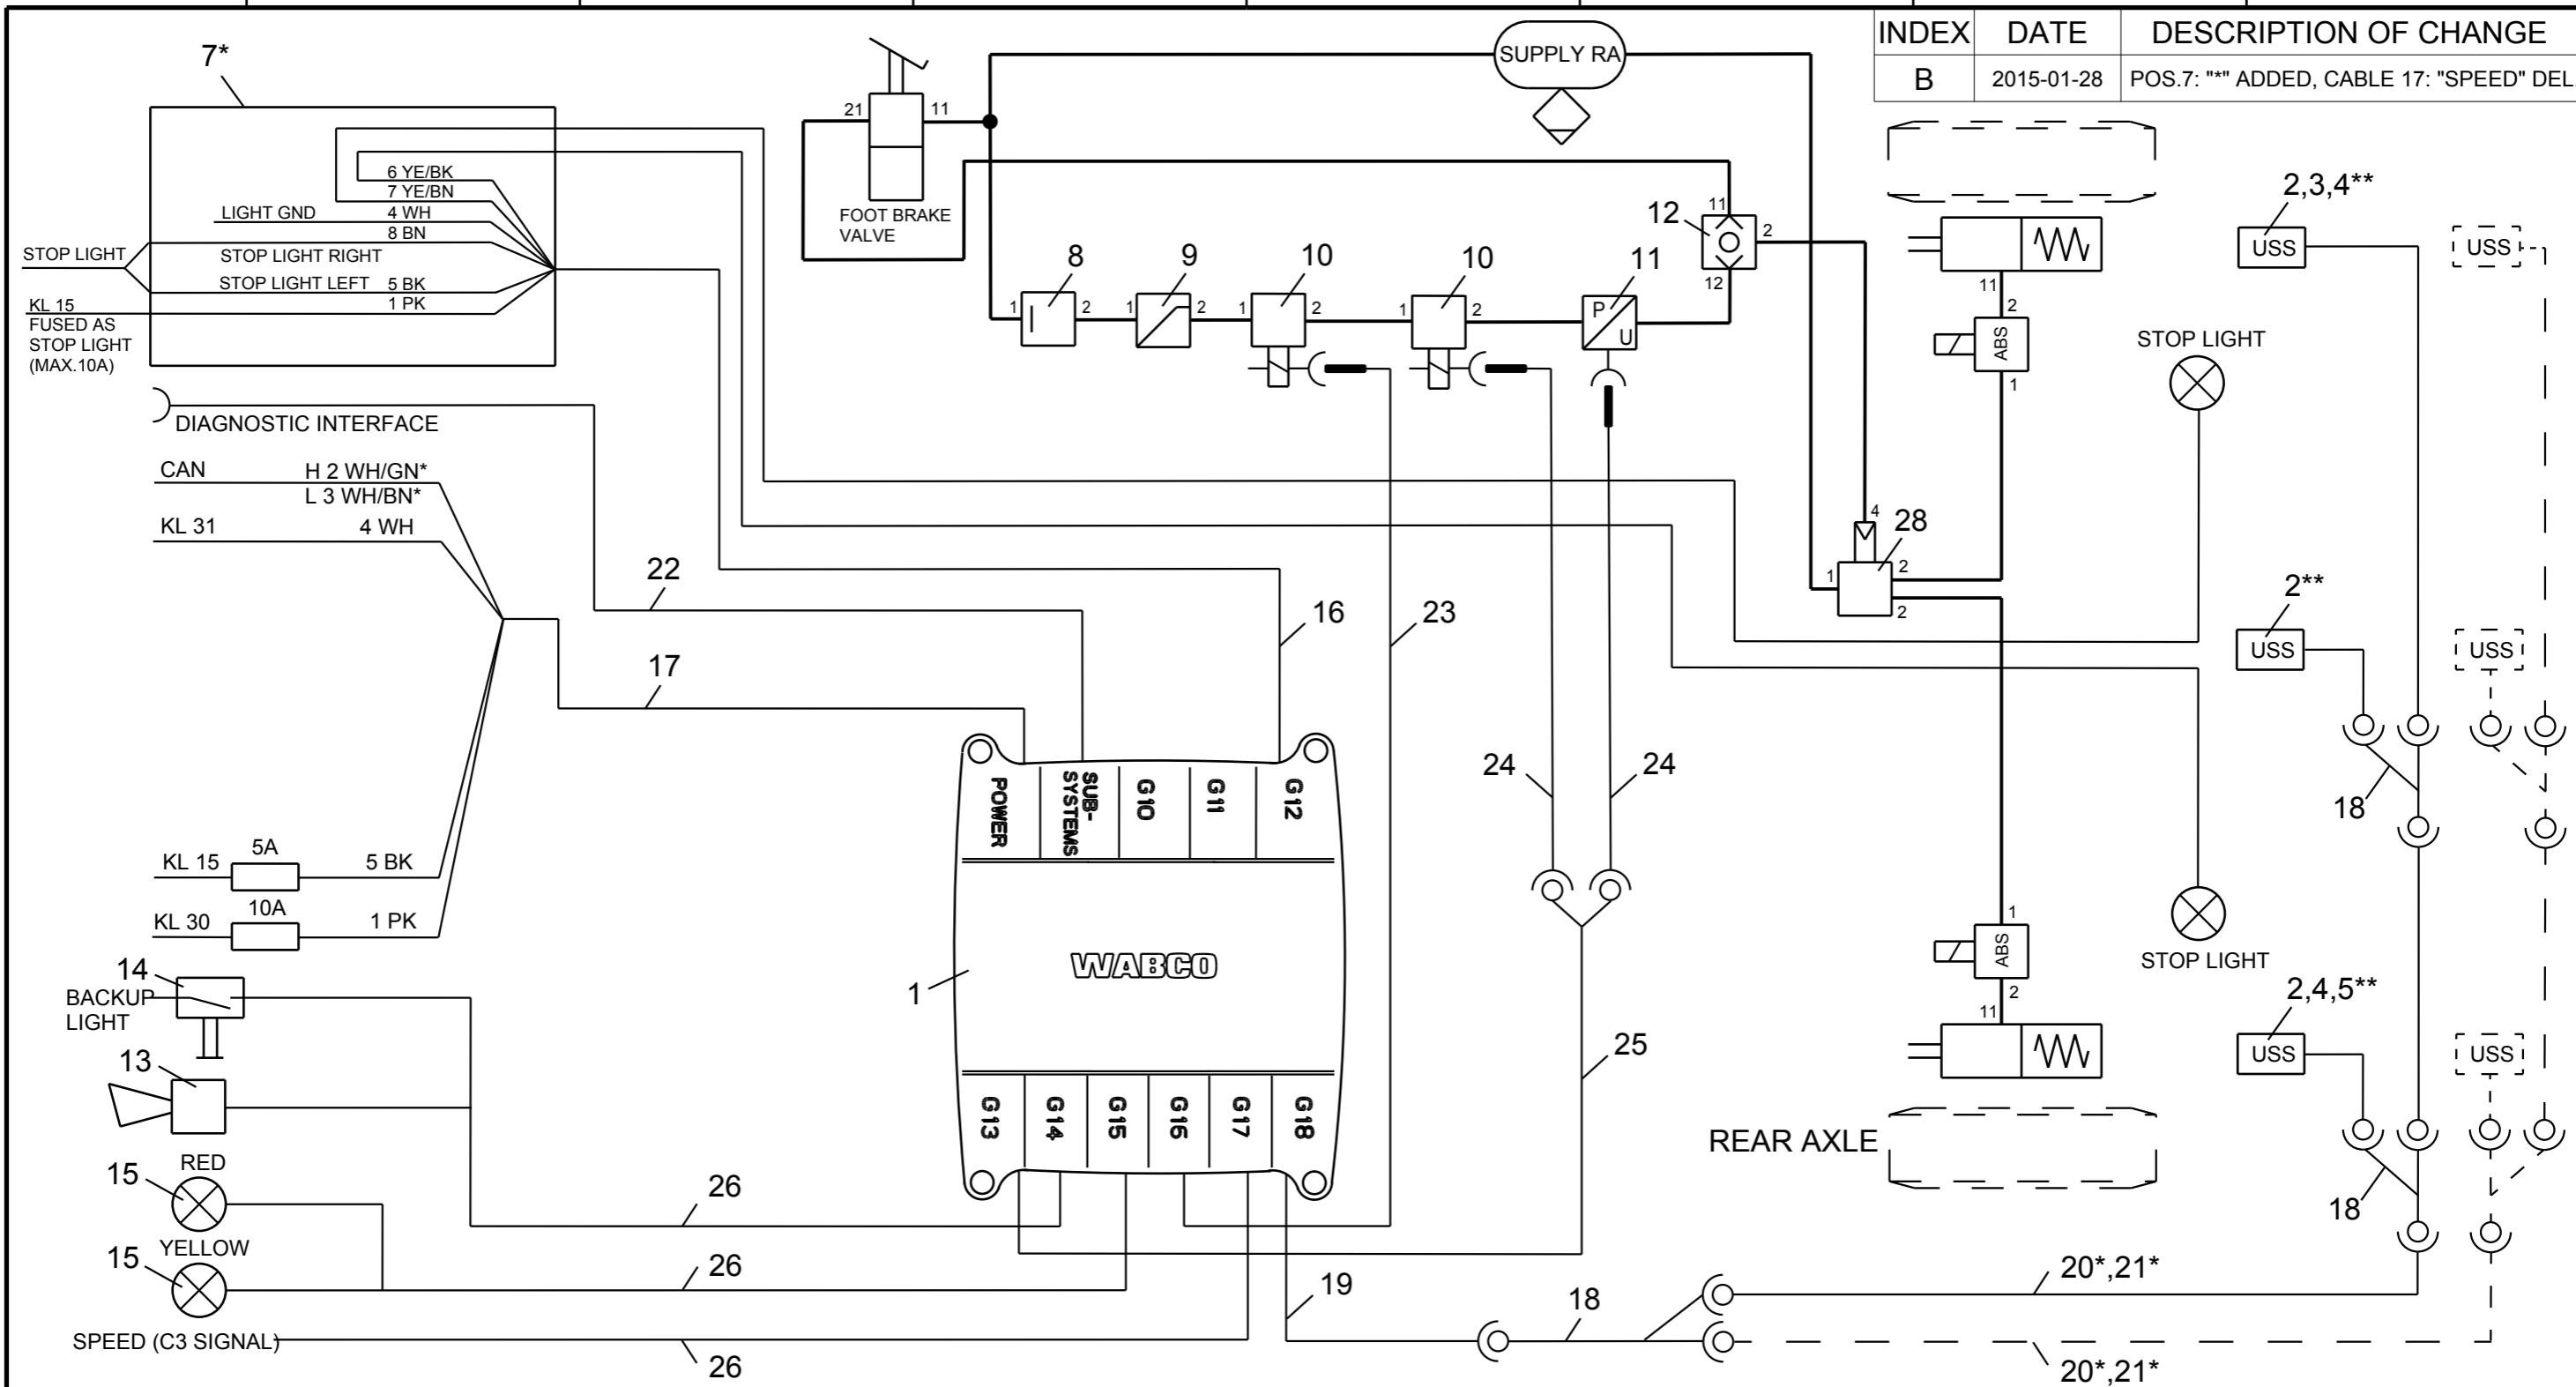 INDEX DATE DESCRIPTION OF CHANGE
B 2015-01-28 POS.7: "*" ADDED, CABLE 17: "SPEED" DEL.
7*
6 YE/BK
7 YE/BN
LIGHT GND 4 WH
8 BN
STOP LIGHT
STOP LIGHT RIGHT
STOP LIGHT LEFT 5 BK
KL 15 1 PK
FUSED AS
STOP LIGHT
(MAX.10A)
DIAGNOSTIC INTERFACE
CAN H 2 WH/GN*
L 3 WH/BN*
KL 31 4 WH
22
17
16
23
KL 15 5A 5 BK
KL 30 10A 1 PK
14
BACKUP
LIGHT
13
RED
15
YELLOW
15
SPEED (C3 SIGNAL)
26
26
26
21 11
FOOT BRAKE
VALVE
SUPPLY RA
1 8 2
1 9 2
1 10 2
1 10 2
11
P
U
12
11
2
12
4
28
1 2
2
11
2
ABS
1
1
ABS
2
11
REAR AXLE
STOP LIGHT
STOP LIGHT
2,3,4**
USS
USS
2**
USS
USS
18
2,4,5**
USS
USS
18
24
24
25
1
POWER
SUB-
SYSTEMS
G10
G11
G12
WABCO
G13
G14
G15
G16
G17
G18
19
18
20*,21*
20*,21*